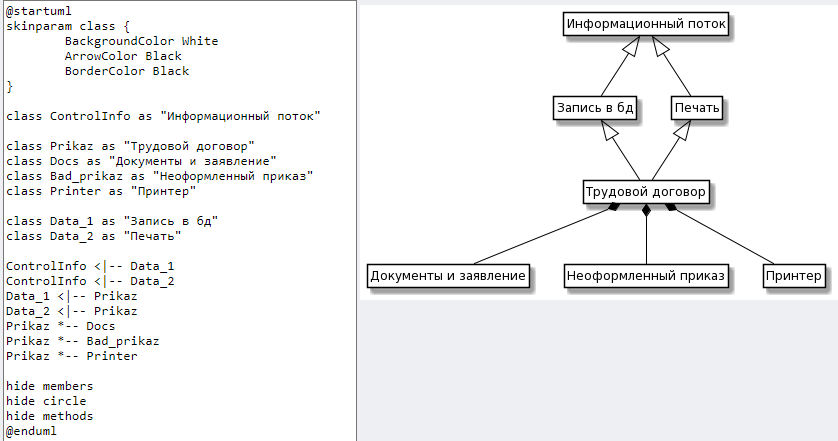 @startuml
skinparam class {
        BackgroundColor White
        ArrowColor Black
        BorderColor Black
}

class ControlInfo as "Информационный поток"

class Prikaz as "Трудовой договор"
class Docs as "Документы и заявление"
class Bad_prikaz as "Неоформленный приказ"
class Printer as "Принтер"

class Data_1 as "Запись в бд"
class Data_2 as "Печать"

ControlInfo <|-- Data_1
ControlInfo <|-- Data_2
Data_1 <|-- Prikaz
Data_2 <|-- Prikaz
Prikaz *-- Docs
Prikaz *-- Bad_prikaz
Prikaz *-- Printer

hide members
hide circle
hide methods
@enduml
Информационный поток
Запись в бд
Печать
Трудовой договор
Документы и заявление
Неоформленный приказ
Принтер